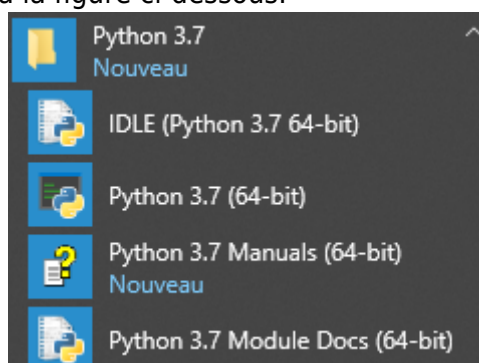 à la figure ci-dessous.
Python 3.7
Nouveau
IDLE (Python 3.7 64-bit)
Python 3.7 (64-bit)
Python 3.7 Manuals (64-bit)
Nouveau
Python 3.7 Module Docs (64-bit)